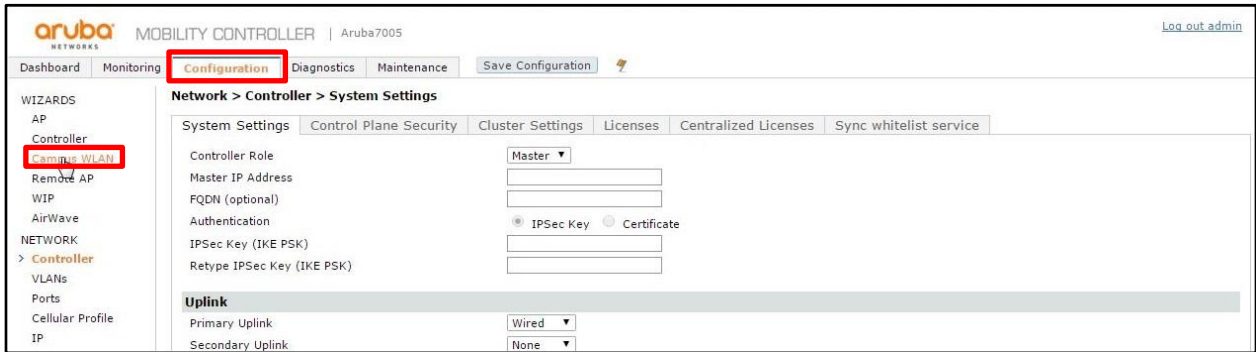 aruba NETWORKS MOBILITY CONTROLLER | Aruba7005 Log out admin
Dashboard Monitoring Configuration Diagnostics Maintenance Save Configuration
WIZARDS
AP
Controller
Campus WLAN
Remote AP
WIP
AirWave
NETWORK
> Controller
VLANs
Ports
Cellular Profile
IP
Network > Controller > System Settings
System Settings Control Plane Security Cluster Settings Licenses Centralized Licenses Sync whitelist service
Controller Role Master
Master IP Address
FQDN (optional)
Authentication IPSec Key Certificate
IPSec Key (IKE PSK)
Retype IPSec Key (IKE PSK)
Uplink
Primary Uplink Wired
Secondary Uplink None